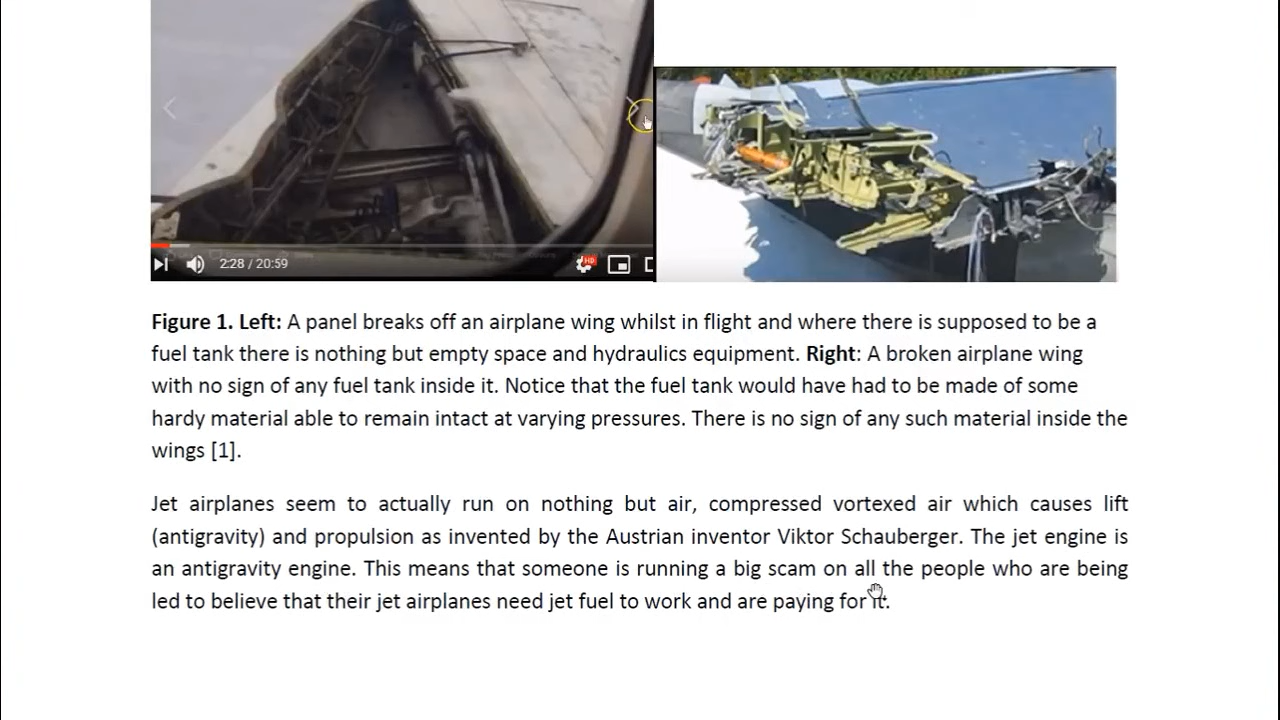 2:28 / 20:59
HD
Figure 1. Left: A panel breaks off an airplane wing whilst in flight and where there is supposed to be a
fuel tank there is nothing but empty space and hydraulics equipment. Right: A broken airplane wing
with no sign of any fuel tank inside it. Notice that the fuel tank would have had to be made of some
hardy material able to remain intact at varying pressures. There is no sign of any such material inside the
wings [1].
Jet airplanes seem to actually run on nothing but air, compressed vortexed air which causes lift
(antigravity) and propulsion as invented by the Austrian inventor Viktor Schauberger. The jet engine is
an antigravity engine. This means that someone is running a big scam on all the people who are being
led to believe that their jet airplanes need jet fuel to work and are paying for it.